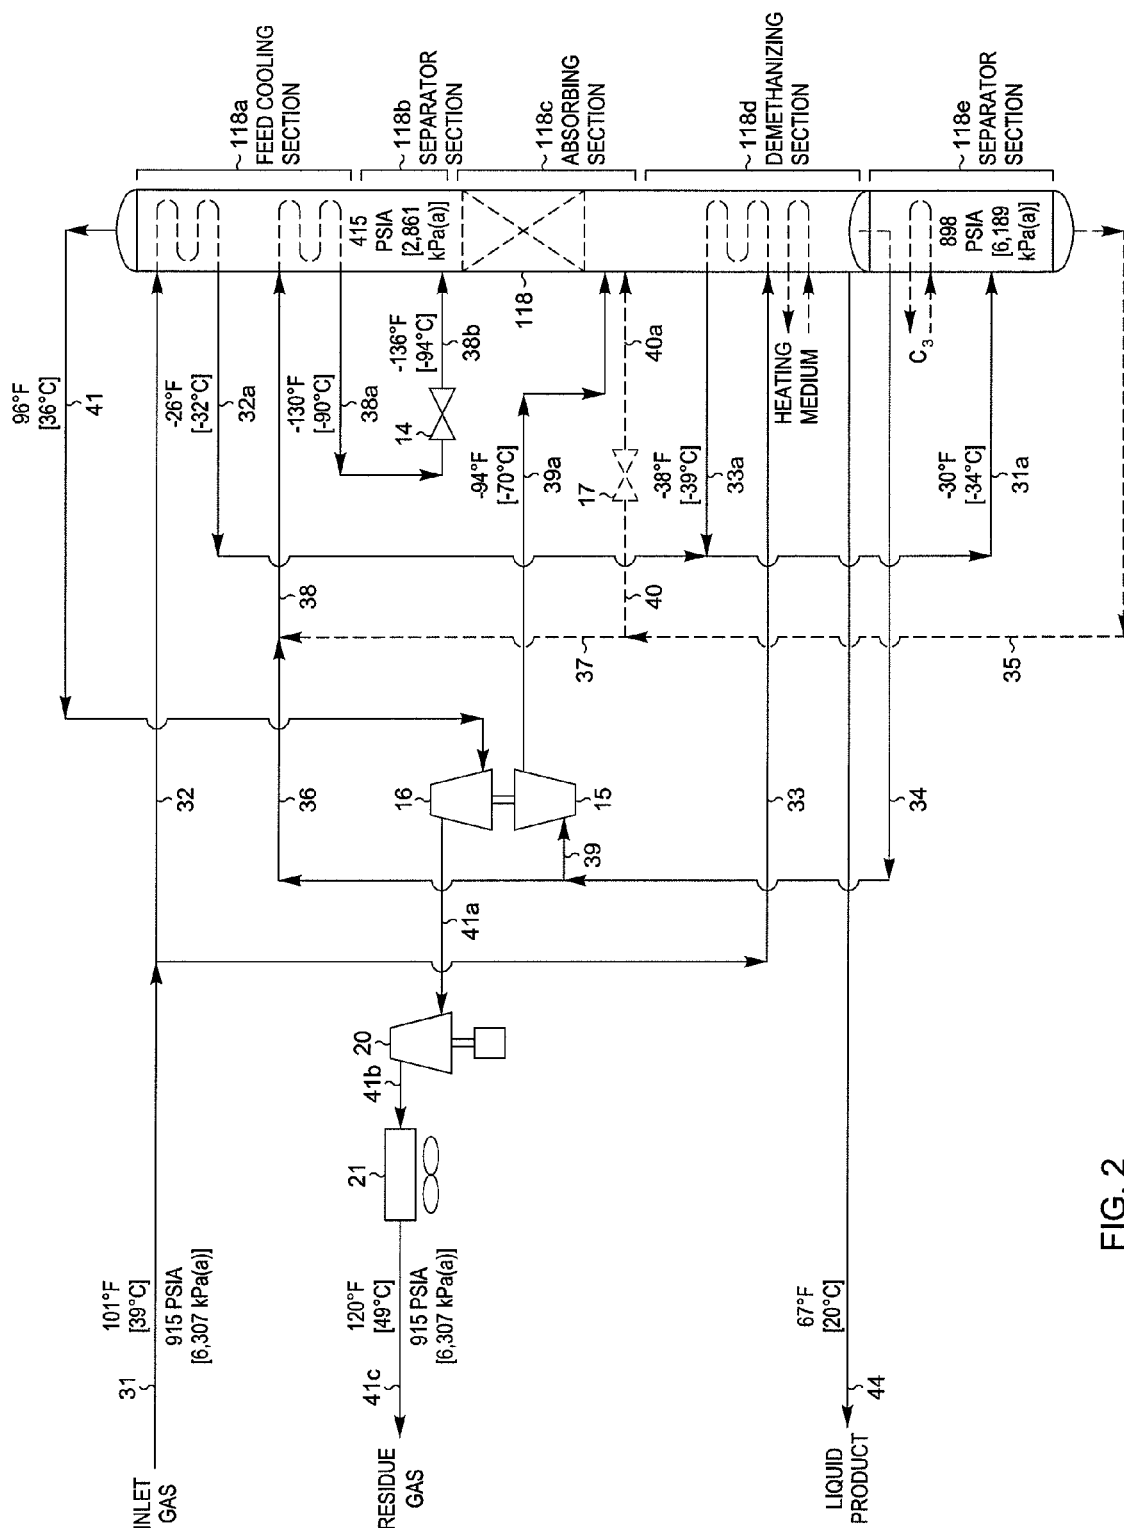 118a
FEED COOLING
SECTION
118b
SEPARATOR
SECTION
118c
ABSORBING
SECTION
118d
DEMETHANIZING
SECTION
118e
SEPARATOR
SECTION
96°F
[36°C]
41
-26°F
[-32°C]
32a
-130°F
[-90°C]
38a
415
PSIA
[2,861
kPa(a)]
14
-136°F
[-94°C]
38b
118
-94°F
[-70°C]
39a
17
40a
-38°F
[-39°C]
33a
HEATING
MEDIUM
898
PSIA
[6,189
kPa(a)]
C3
-30°F
[-34°C]
31a
38
40
37
35
32
36
16
15
33
34
39
41a
20
41b
21
101°F
[39°C]
915 PSIA
[6,307 kPa(a)]
31
INLET
GAS
120°F
[49°C]
915 PSIA
[6,307 kPa(a)]
41c
RESIDUE
GAS
67°F
[20°C]
44
LIQUID
PRODUCT
FIG. 2